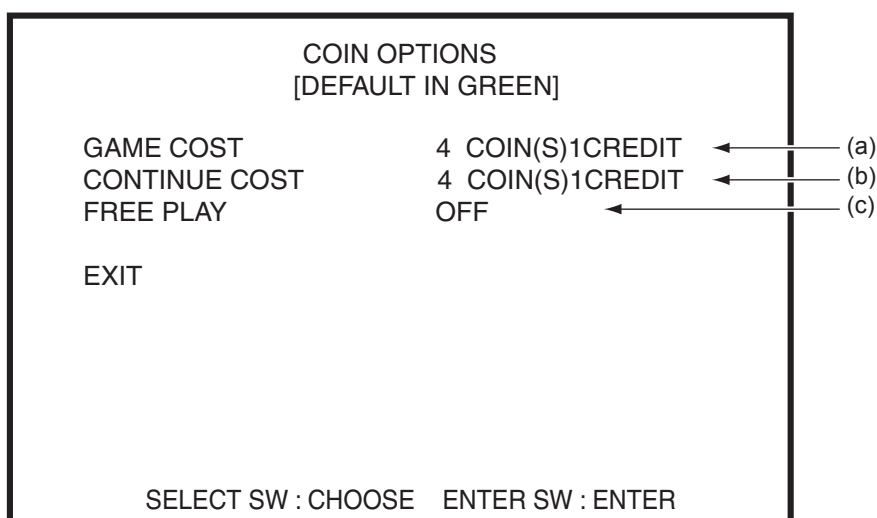 COIN OPTIONS
[DEFAULT IN GREEN]
GAME COST 4 COIN(S)1CREDIT (a)
CONTINUE COST 4 COIN(S)1CREDIT (b)
FREE PLAY OFF (c)
EXIT
SELECT SW : CHOOSE ENTER SW : ENTER